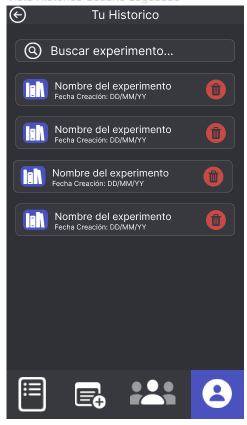 Tu Historico
Buscar experimento...
Nombre del experimento
Fecha Creación: DD/MM/YY
Nombre del experimento
Fecha Creación: DD/MM/YY
Nombre del experimento
Fecha Creación: DD/MM/YY
Nombre del experimento
Fecha Creación: DD/MM/YY